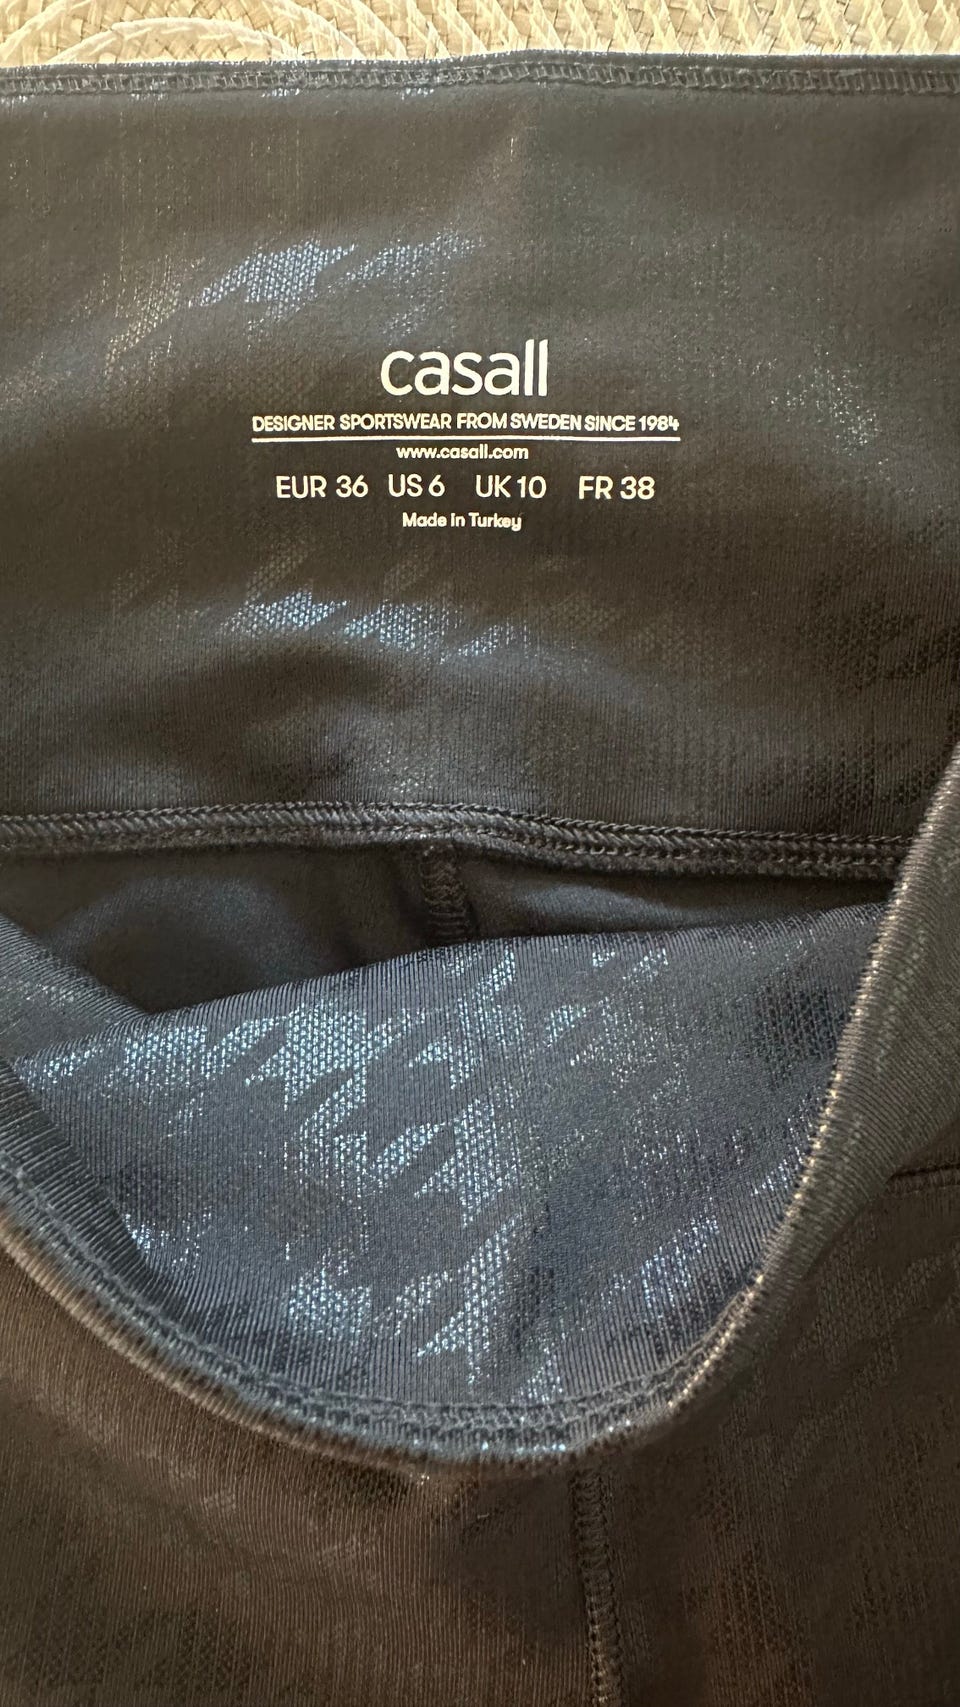 casall
DESIGNER SPORTSWEAR FROM SWEDEN SINCE 1984
www.casall.com
EUR 36 US 6 UK 10 FR 38
Made in Turkey